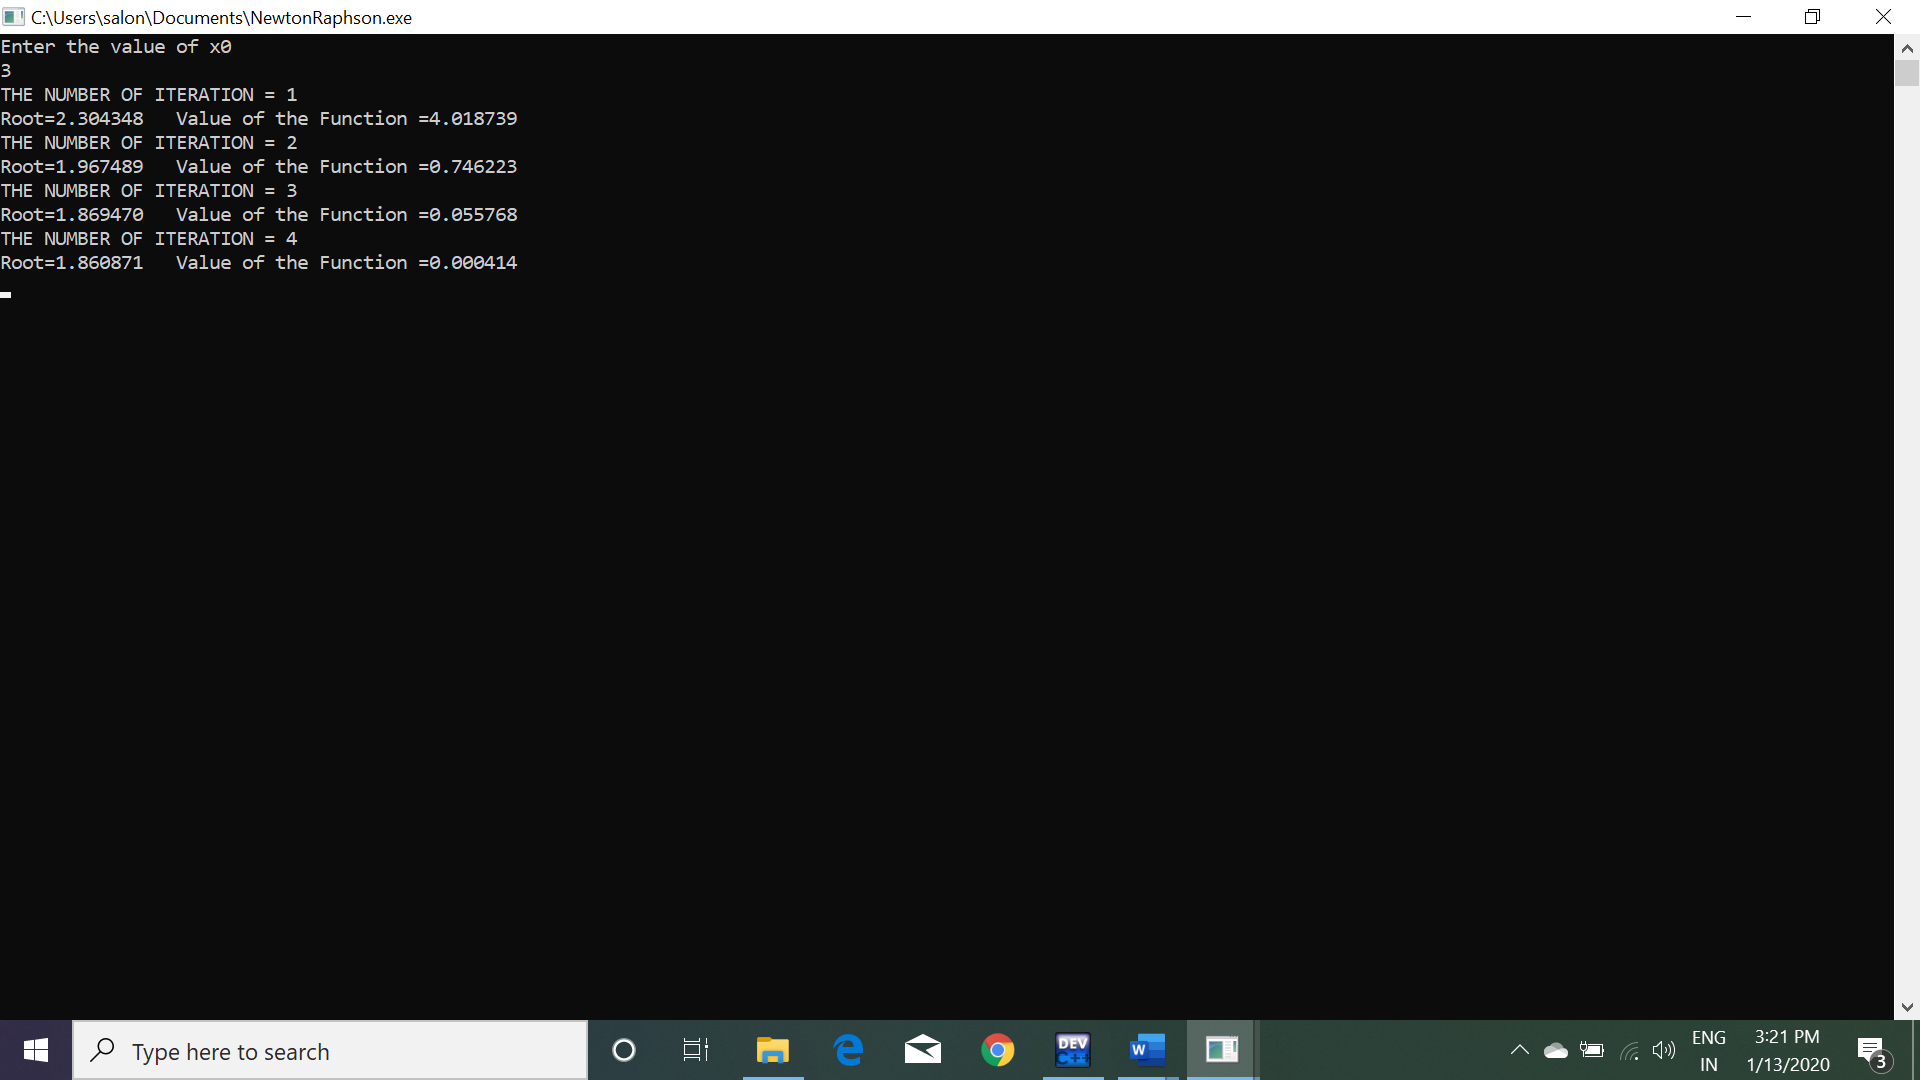 C:\Users\salon\Documents\NewtonRaphson.exe
Enter the value of x0
3
THE NUMBER OF ITERATION = 1
Root=2.304348   Value of the Function =4.018739
THE NUMBER OF ITERATION = 2
Root=1.967489   Value of the Function =0.746223
THE NUMBER OF ITERATION = 3
Root=1.869470   Value of the Function =0.055768
THE NUMBER OF ITERATION = 4
Root=1.860871   Value of the Function =0.000414
Type here to search
DEV
C++
W
ENG
IN
3:21 PM
1/13/2020
3